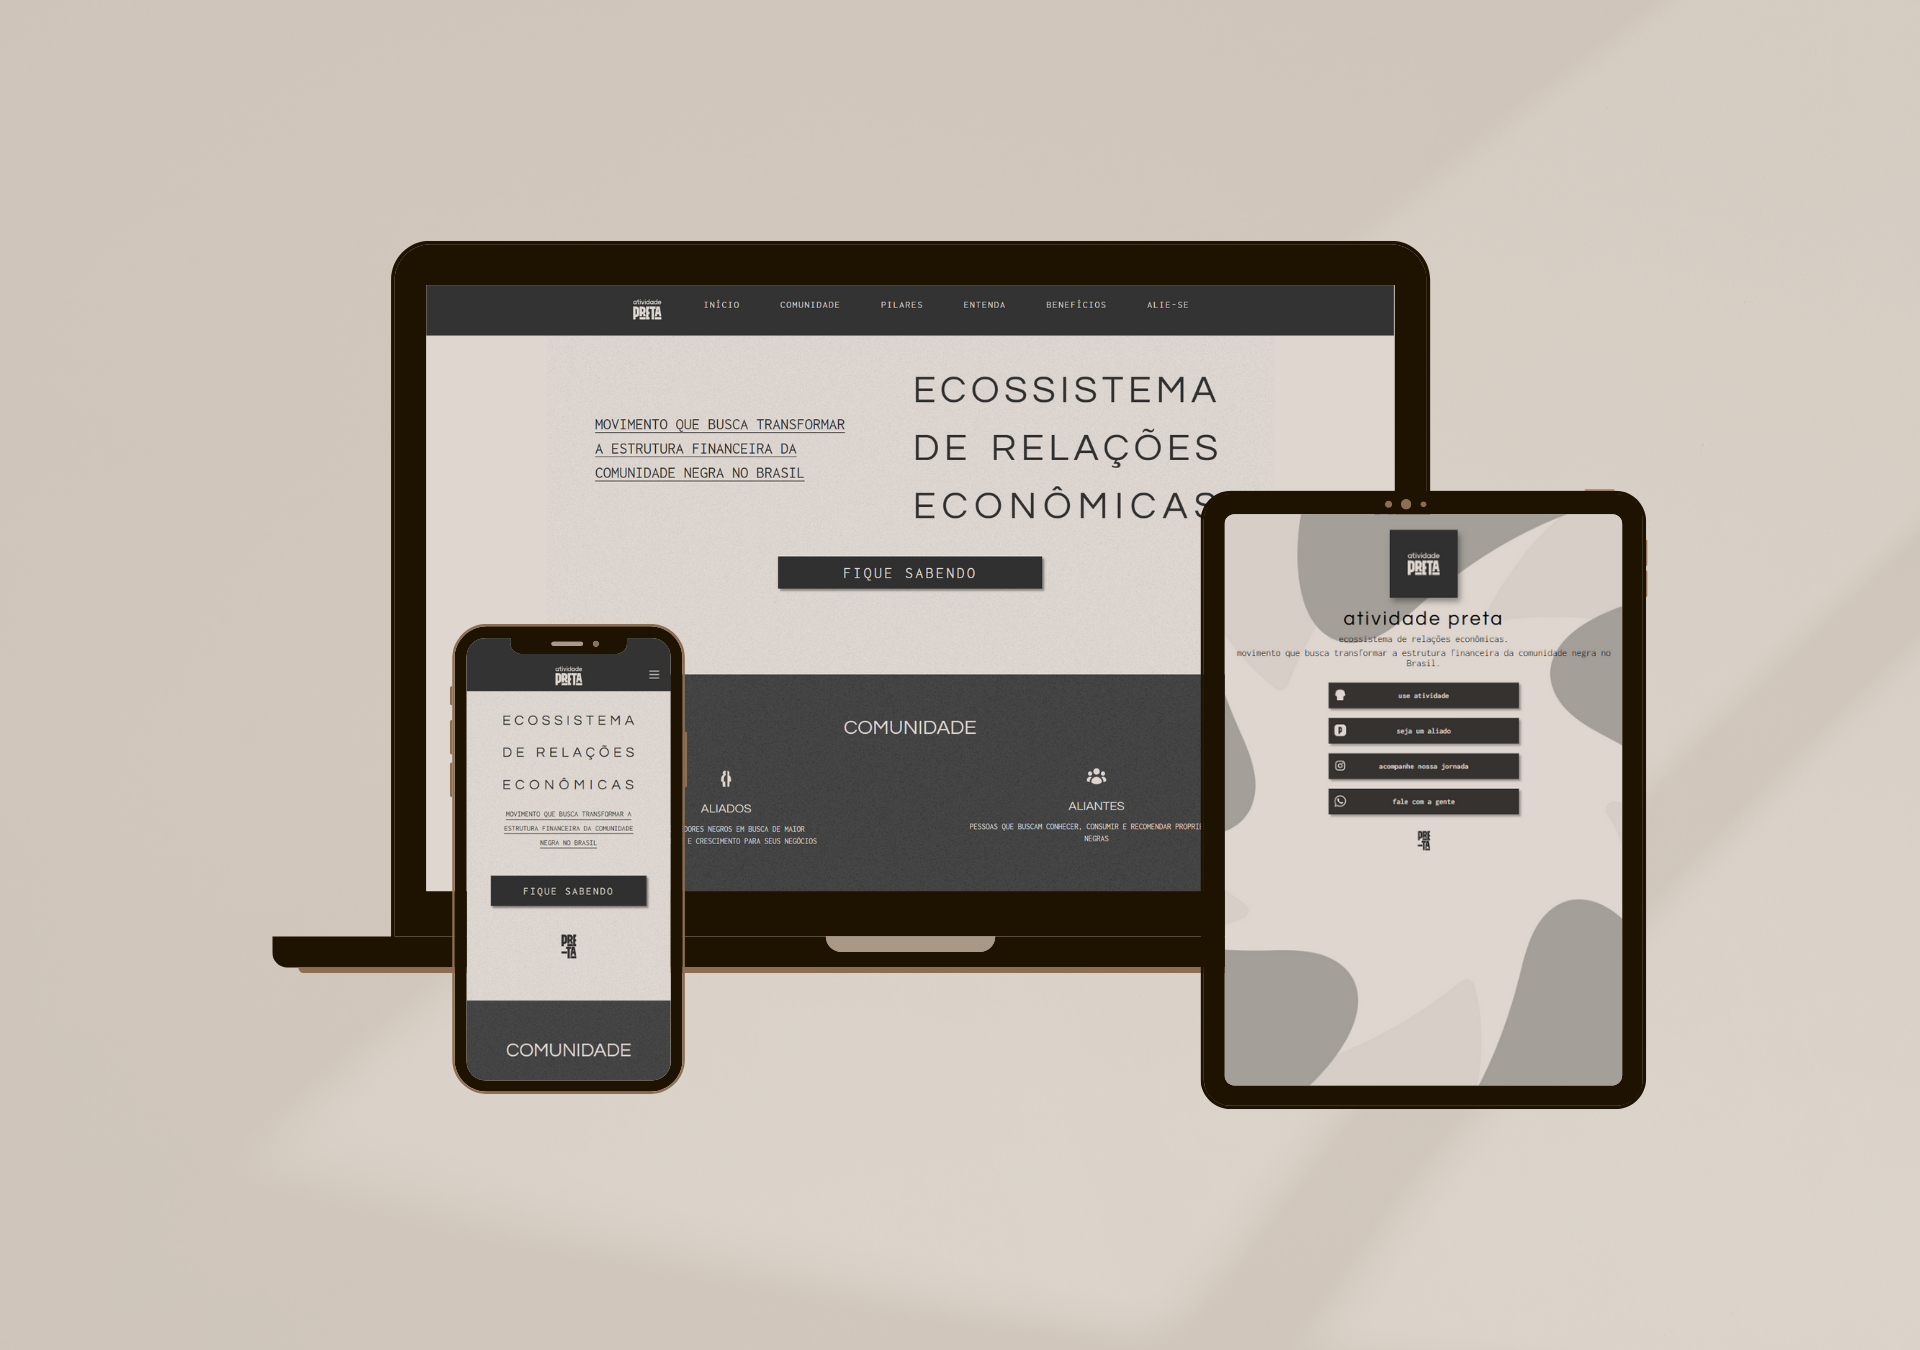 atividade
PRETA
INÍCIO COMUNIDADE PILARES ENTENDA BENEFÍCIOS ALIE-SE
MOVIMENTO QUE BUSCA TRANSFORMAR
A ESTRUTURA FINANCEIRA DA
COMUNIDADE NEGRA NO BRASIL
ECOSSISTEMA
DE RELAÇÕES
ECONÔMICAS
FIQUE SABENDO
COMUNIDADE
ALIADOS
NEGROS EM BUSCA DE MAIOR
E CRESCIMENTO PARA SEUS NEGÓCIOS
ALIANTES
PESSOAS QUE BUSCAM CONHECER, CONSUMIR E RECOMENDAR
NEGRAS
atividade
PRETA
ECOSSISTEMA
DE RELAÇÕES
ECONÔMICAS
MOVIMENTO QUE BUSCA TRANSFORMAR A
ESTRUTURA FINANCEIRA DA COMUNIDADE
NEGRA NO BRASIL
FIQUE SABENDO
PRE
-TA
COMUNIDADE
atividade
PRETA
atividade preta
ecossistema de relações econômicas.
movimento que busca transformar a estrutura financeira da comunidade negra no
Brasil.
use atividade
seja um aliado
acompanhe nossa jornada
fale com a gente
PRE
-TA